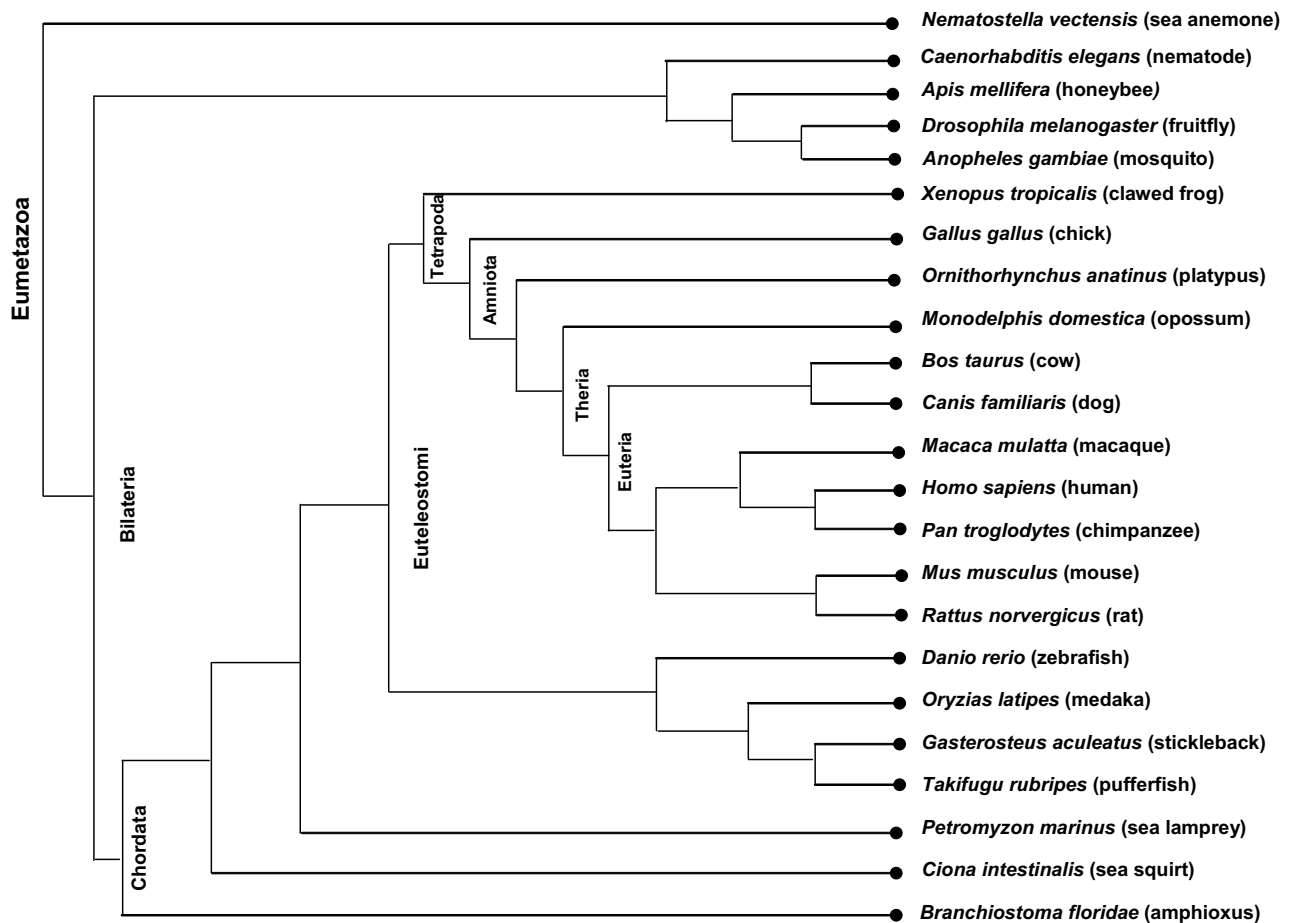 Nematostella vectensis (sea anemone)
Caenorhabditis elegans (nematode)
Apis mellifera (honeybee)
Drosophila melanogaster (fruitfly)
Anopheles gambiae (mosquito)
Xenopus tropicalis (clawed frog)
Gallus gallus (chick)
Ornithorhynchus anatinus (platypus)
Monodelphis domestica (opossum)
Bos taurus (cow)
Canis familiaris (dog)
Macaca mulatta (macaque)
Homo sapiens (human)
Pan troglodytes (chimpanzee)
Mus musculus (mouse)
Rattus norvergicus (rat)
Danio rerio (zebrafish)
Oryzias latipes (medaka)
Gasterosteus aculeatus (stickleback)
Takifugu rubripes (pufferfish)
Petromyzon marinus (sea lamprey)
Ciona intestinalis (sea squirt)
Branchiostoma floridae (amphioxus)
Eumetazoa
Bilateria
Chordata
Euteleostomi
Tetrapoda
Amniota
Theria
Euteria